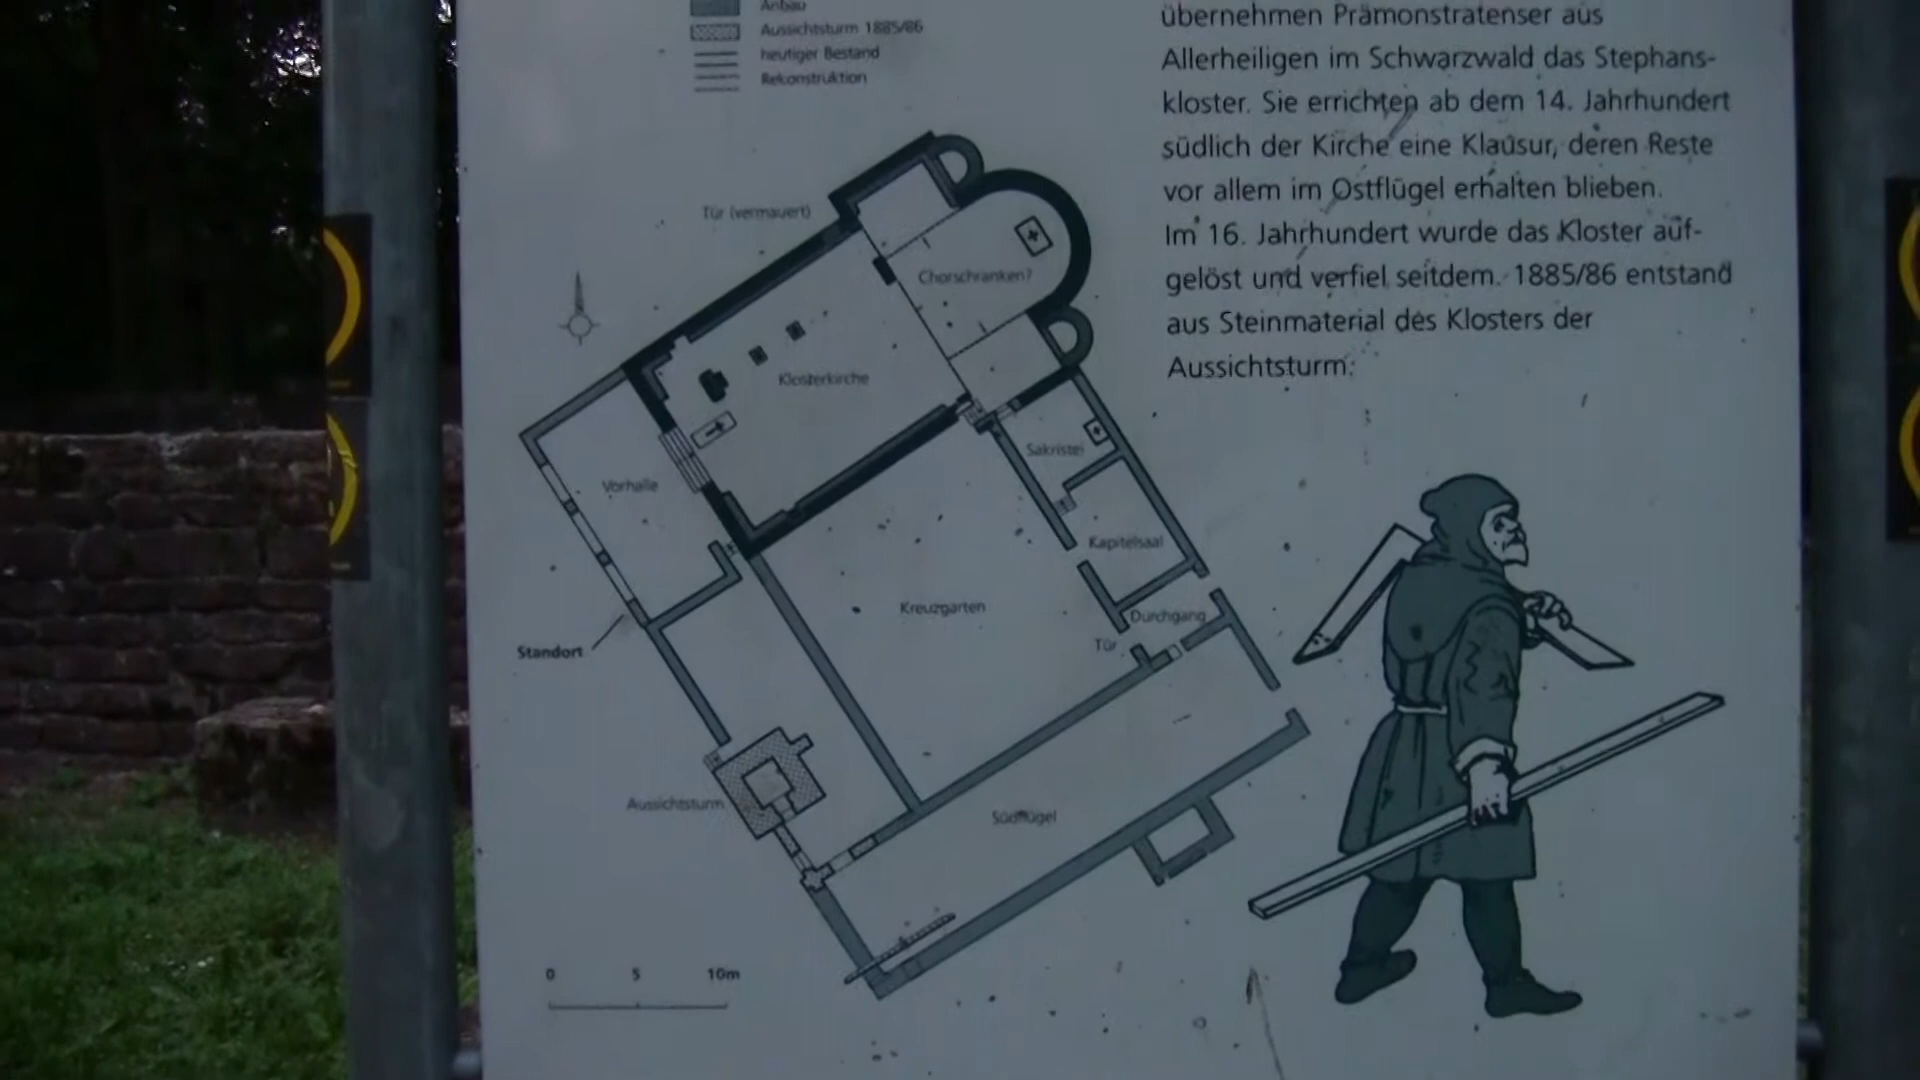 Anbau
Aussichtsturm 1885/86
heutiger Bestand
Rekonstruktion
übernehmen Prämonstratenser aus
Allerheiligen im Schwarzwald das Stephans-
kloster. Sie errichten ab dem 14. Jahrhundert
südlich der Kirche eine Klausur, deren Reste
vor allem im Ostflügel erhalten blieben.
Im 16. Jahrhundert wurde das Kloster auf-
gelöst und verfiel seitdem. 1885/86 entstand
aus Steinmaterial des Klosters der
Aussichtsturm.
Tür (vermauert)
Chorschranken?
Klosterkirche
Sakristei
Vorhalle
Kapitelsaal
Kreuzgarten
Durchgang
Tür
Standort
Aussichtsturm
Südflügel
0 5 10m